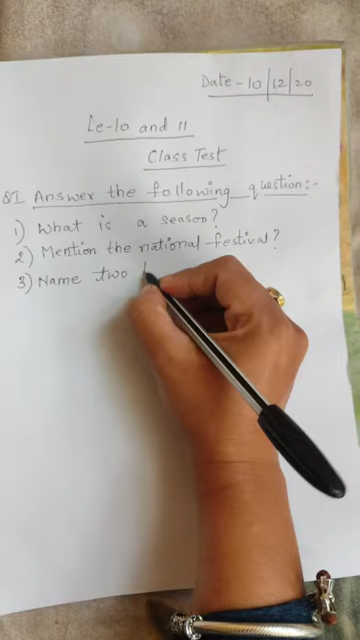 Date - 10/12/20
Le-10 and 11
Class Test
Q1 Answer the following question:-
1) What is a season?
2) Mention the national festival?
3) Name two